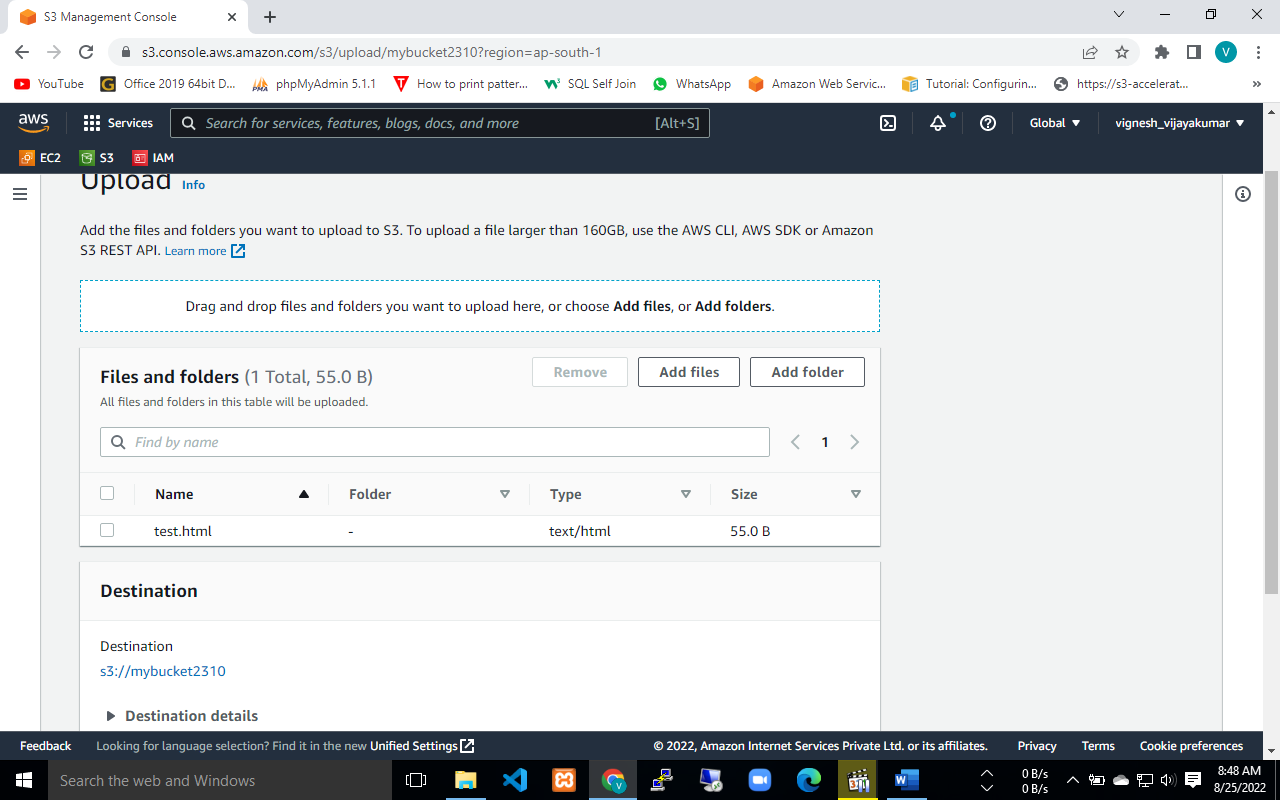 S3 Management Console
s3.console.aws.amazon.com/s3/upload/mybucket2310?region=ap-south-1
V
YouTube
Office 2019 64bit D...
phpMyAdmin 5.1.1
How to print patter...
SQL Self Join
WhatsApp
Amazon Web Servic...
Tutorial: Configurin...
https://s3-accelerat...
aws
Services
Search for services, features, blogs, docs, and more
[Alt+S]
Global
vignesh_vijayakumar
EC2
S3
IAM
Upload Info
Add the files and folders you want to upload to S3. To upload a file larger than 160GB, use the AWS CLI, AWS SDK or Amazon
S3 REST API. Learn more
Drag and drop files and folders you want to upload here, or choose Add files, or Add folders.
Files and folders (1 Total, 55.0 B)
Remove
Add files
Add folder
All files and folders in this table will be uploaded.
Find by name
1
Name Folder Type Size
test.html - text/html 55.0 B
Destination
Destination
s3://mybucket2310
Destination details
Feedback
Looking for language selection? Find it in the new Unified Settings
© 2022, Amazon Internet Services Private Ltd. or its affiliates.
Privacy
Terms
Cookie preferences
Search the web and Windows
0 B/s
0 B/s
8:48 AM
8/25/2022